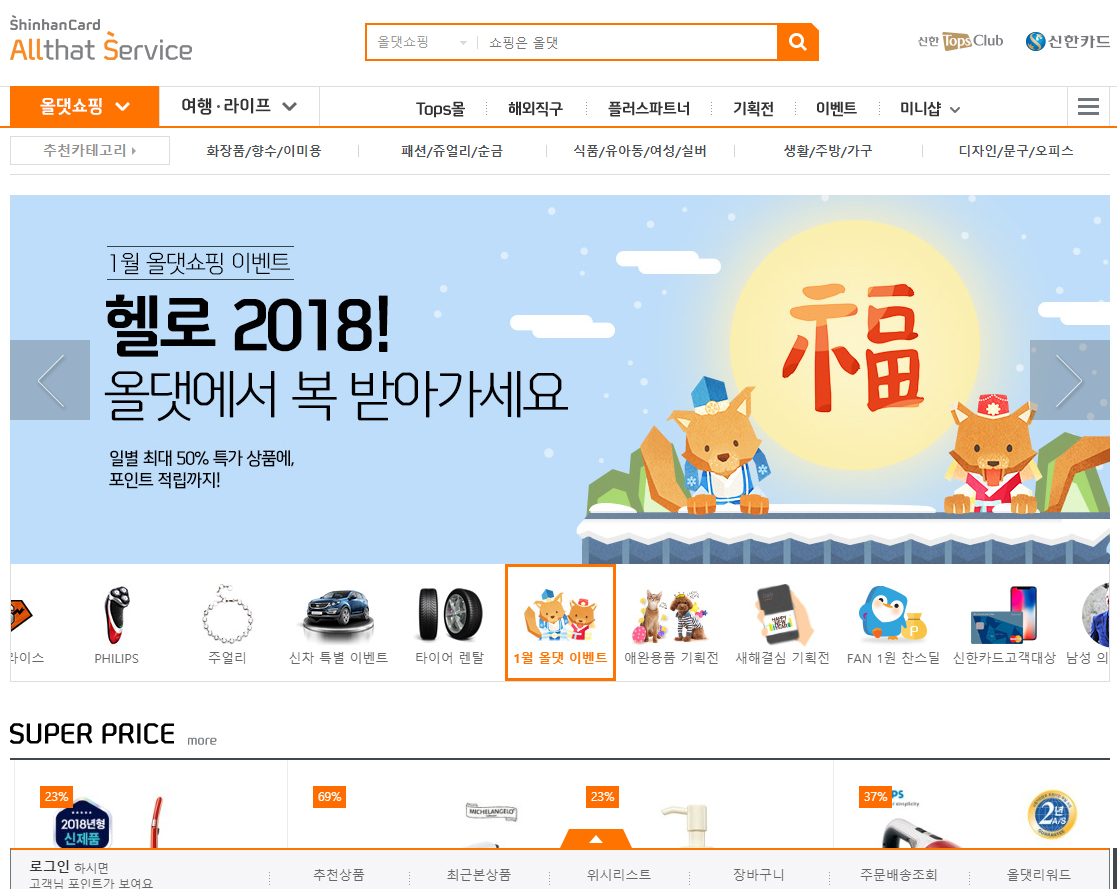 ShinhanCard
Allthat Service
올댓쇼핑
쇼핑은 올댓
신한 Tops Club
신한카드
올댓쇼핑
여행·라이프
Tops몰
해외직구
플러스파트너
기획전
이벤트
미니샵
추천카테고리
화장품/향수/이미용
패션/쥬얼리/순금
식품/유아동/여성/실버
생활/주방/가구
디자인/문구/오피스
1월 올댓쇼핑 이벤트
헬로 2018!
올댓에서 복 받아가세요
일별 최대 50% 특가 상품에,
포인트 적립까지!
福
라이스
PHILIPS
주얼리
신차 특별 이벤트
타이어 렌탈
1월 올댓 이벤트
애완용품 기획전
새해결심 기획전
FAN 1원 찬스딜
신한카드고객대상
남성 의
SUPER PRICE
more
23%
69%
23%
37%
2018년형
신제품
MICHELANGELO
PS
simplicity
2년
A/S
로그인 하시면
고객님 포인트가 보여요
추천상품
최근본상품
위시리스트
장바구니
주문배송조회
올댓리워드